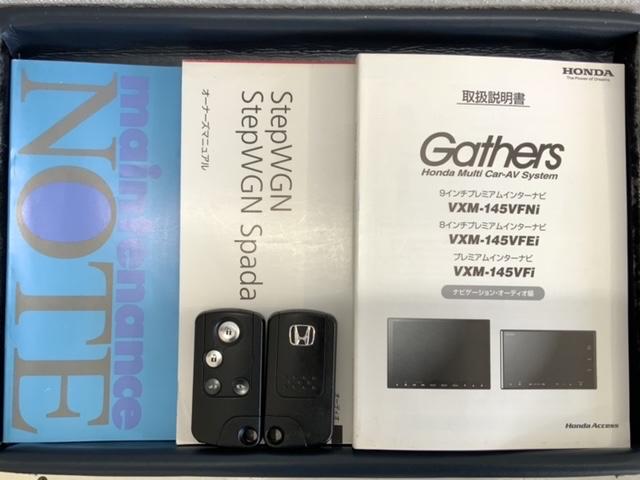 maintenance
NOTE
StepWGN
StepWGN Spada
オーナーズマニュアル
HONDA
The Power of Dreams
取扱説明書
Gathers
Honda Multi Car-AV System
9インチプレミアムインターナビ
VXM-145VFNi
8インチプレミアムインターナビ
VXM-145VFEi
プレミアムインターナビ
VXM-145VFi
ナビゲーション・オーディオ編
Honda Access